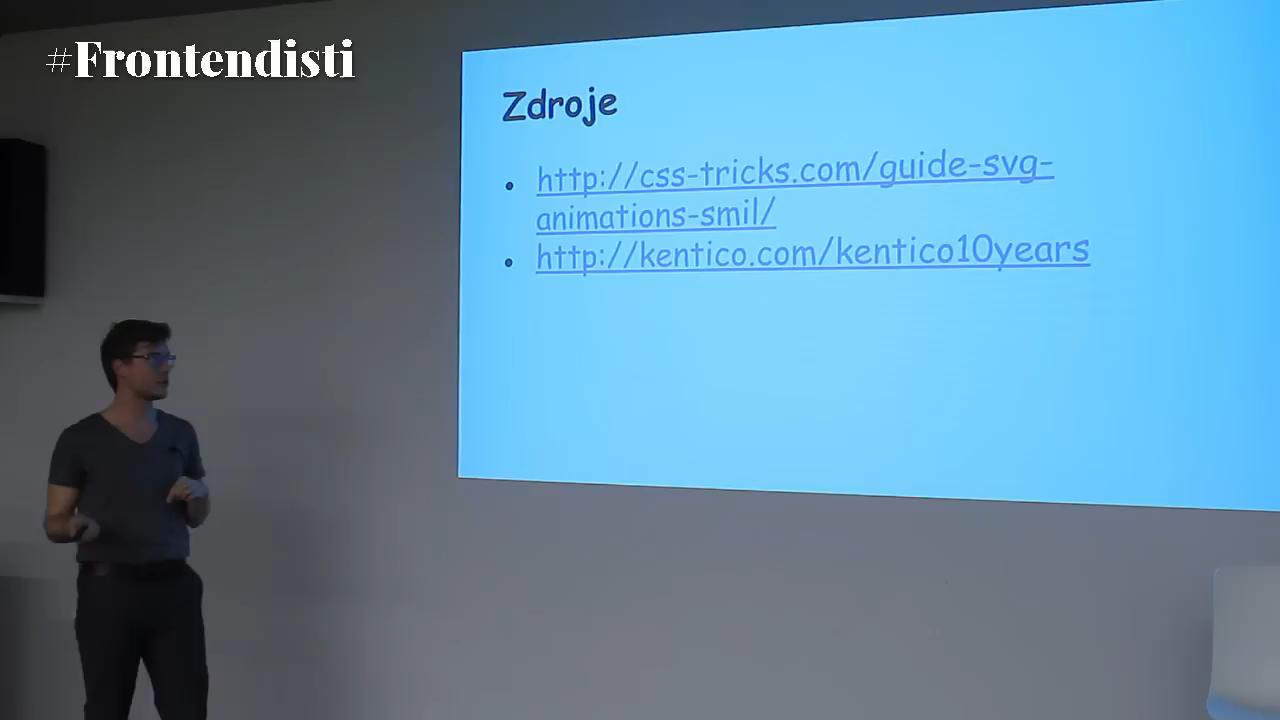 #Frontendisti
Zdroje
• http://css-tricks.com/guide-svg-
animations-smil/
• http://kentico.com/kentico10years